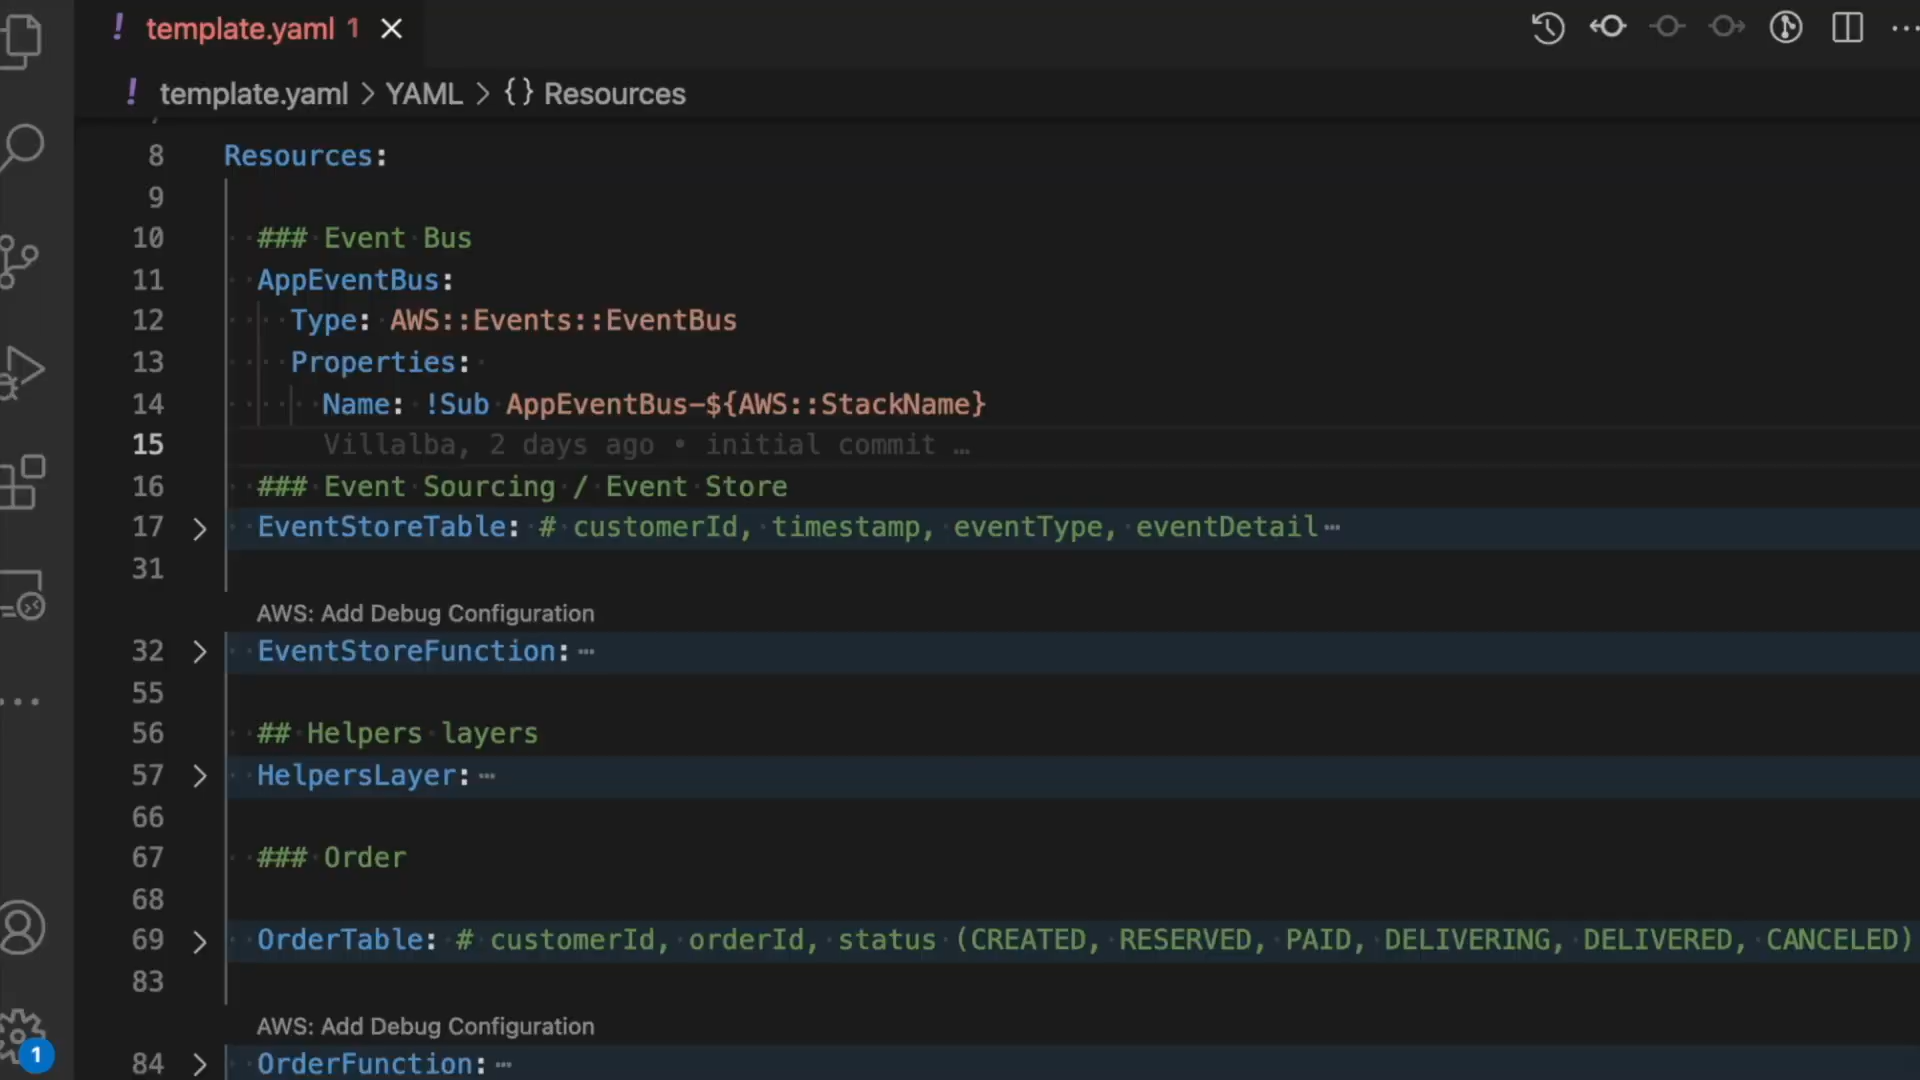 template.yaml 1
template.yaml > YAML > {} Resources
8 Resources:
9
10 ### Event Bus
11 AppEventBus:
12 Type: AWS::Events::EventBus
13 Properties:
14 Name: !Sub AppEventBus-${AWS::StackName}
15 Villalba, 2 days ago • initial commit …
16 ### Event Sourcing / Event Store
17 EventStoreTable: # customerId, timestamp, eventType, eventDetail…
31
AWS: Add Debug Configuration
32 EventStoreFunction:…
55
56 ## Helpers layers
57 HelpersLayer:…
66
67 ### Order
68
69 OrderTable: # customerId, orderId, status (CREATED, RESERVED, PAID, DELIVERING, DELIVERED, CANCELED)
83
AWS: Add Debug Configuration
84 OrderFunction:…
1